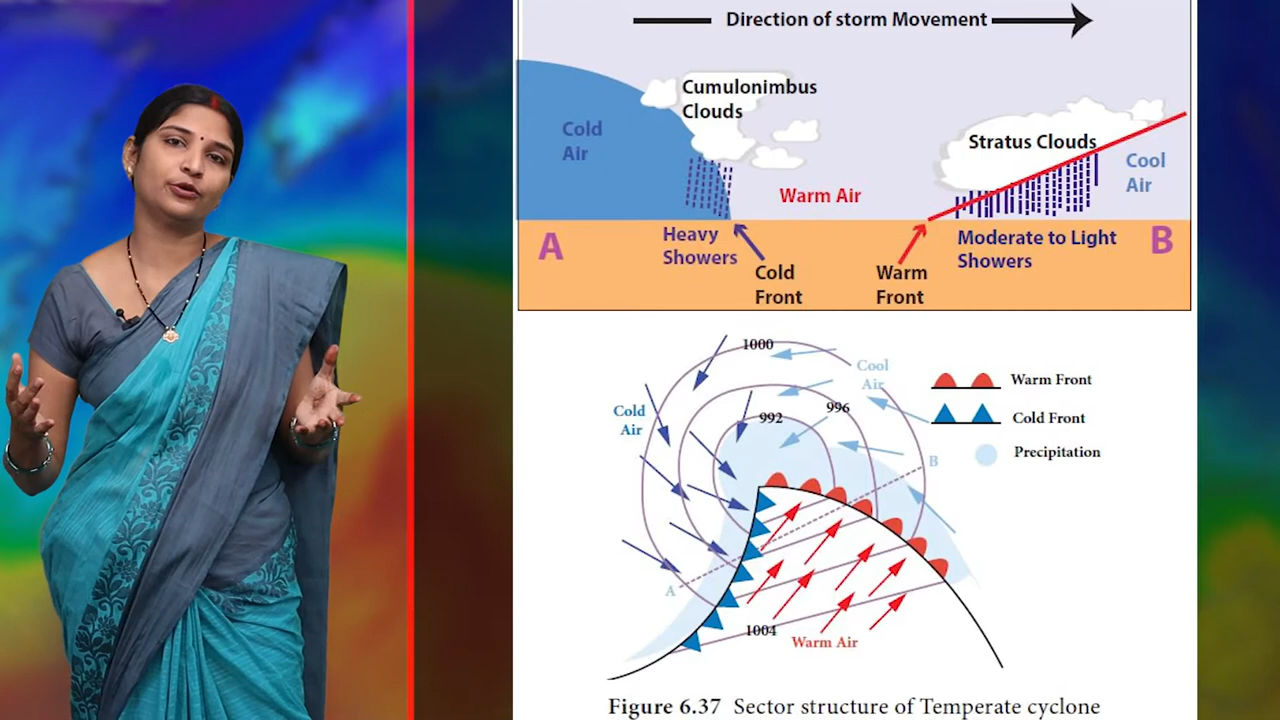 Direction of storm Movement
Cumulonimbus
Clouds
Cold
Air
Stratus Clouds
Cool
Air
Warm Air
A
Heavy
Showers
Cold
Front
Warm
Front
Moderate to Light
Showers
B
1000
Cool
Air
Warm Front
Cold
Air
992
996
Cold Front
Precipitation
B
A
1004
Warm Air
Figure 6.37 Sector structure of Temperate cyclone